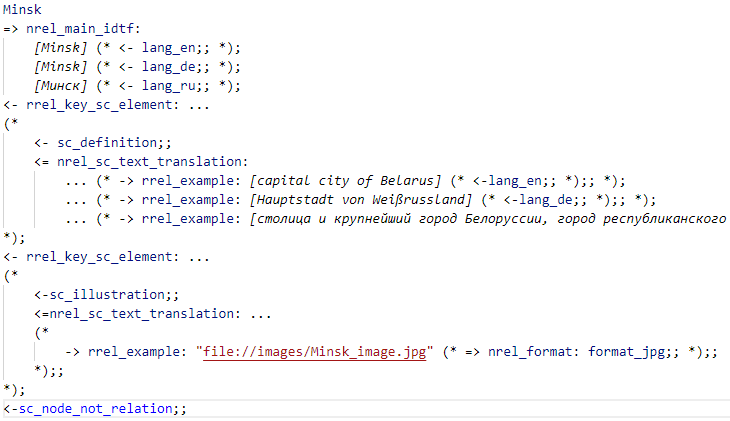 Minsk
=> nrel_main_idtf:
    [Minsk] (* <- lang_en;; *);
    [Minsk] (* <- lang_de;; *);
    [Минск] (* <- lang_ru;; *);
<- rrel_key_sc_element: ...
(*
    <- sc_definition;;
    <= nrel_sc_text_translation:
        ... (* -> rrel_example: [capital city of Belarus] (* <-lang_en;; *);; *);
        ... (* -> rrel_example: [Hauptstadt von Weißrussland] (* <-lang_de;; *);; *);
        ... (* -> rrel_example: [столица и крупнейший город Белоруссии, город республиканского
*);
<- rrel_key_sc_element: ...
(*
    <-sc_illustration;;
    <=nrel_sc_text_translation: ...
    (*
        -> rrel_example: "file://images/Minsk_image.jpg" (* => nrel_format: format_jpg;; *);;
    *);;
*);
<-sc_node_not_relation;;